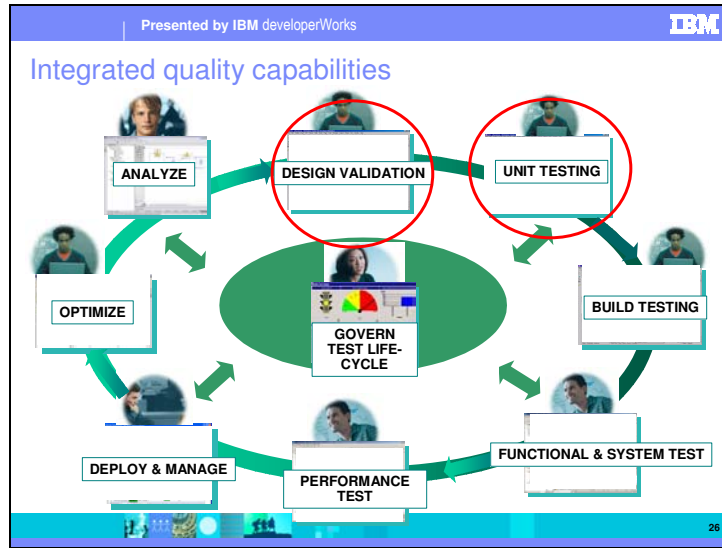 Presented by IBM developerWorks
IBM
Integrated quality capabilities
ANALYZE
DESIGN VALIDATION
UNIT TESTING
OPTIMIZE
GOVERN
TEST LIFE-
CYCLE
BUILD TESTING
DEPLOY & MANAGE
PERFORMANCE
TEST
FUNCTIONAL & SYSTEM TEST
26